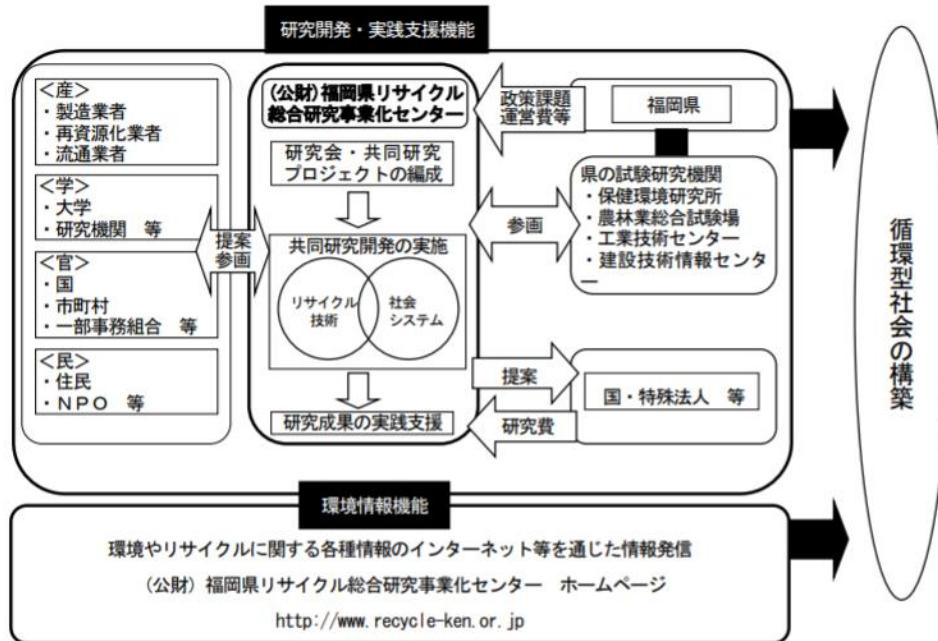 研究開発・実践支援機能
<産>
・製造業者
・再資源化業者
・流通業者
<学>
・大学
・研究機関 等
<官>
・国
・市町村
・一部事務組合 等
<民>
・住民
・NPO 等
提案
参画
(公財)福岡県リサイクル
総合研究事業化センター
研究会・共同研究
プロジェクトの編成
共同研究開発の実施
リサイクル
技術
社会
システム
研究成果の実践支援
政策課題
運営費等
福岡県
参画
県の試験研究機関
・保健環境研究所
・農林業総合試験場
・工業技術センター
・建設技術情報センタ
ー
提案
国・特殊法人 等
研究費
循環型社会の構築
環境情報機能
環境やリサイクルに関する各種情報のインターネット等を通じた情報発信
(公財)福岡県リサイクル総合研究事業化センター ホームページ
http://www.recycle-ken.or.jp